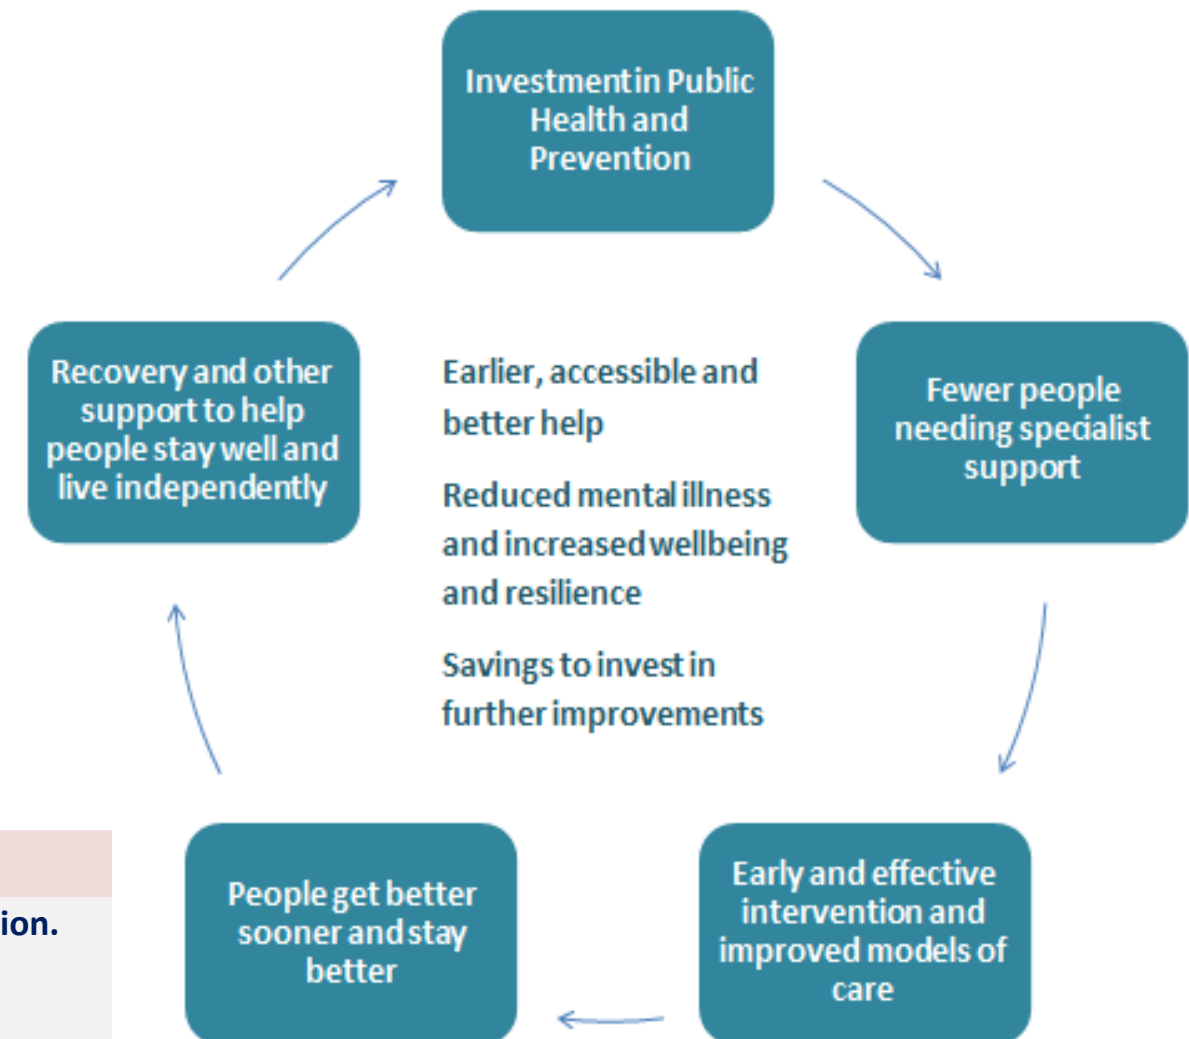 Investmentin Public
Health and
Prevention
Fewer people
needing specialist
support
Early and effective
intervention and
improved models of
care
People get better
sooner and stay
better
Recovery and other
support to help
people stay well and
live independently
Earlier, accessible and
better help
Reduced mental illness
and increased wellbeing
and resilience
Savings to invest in
further improvements
ion.